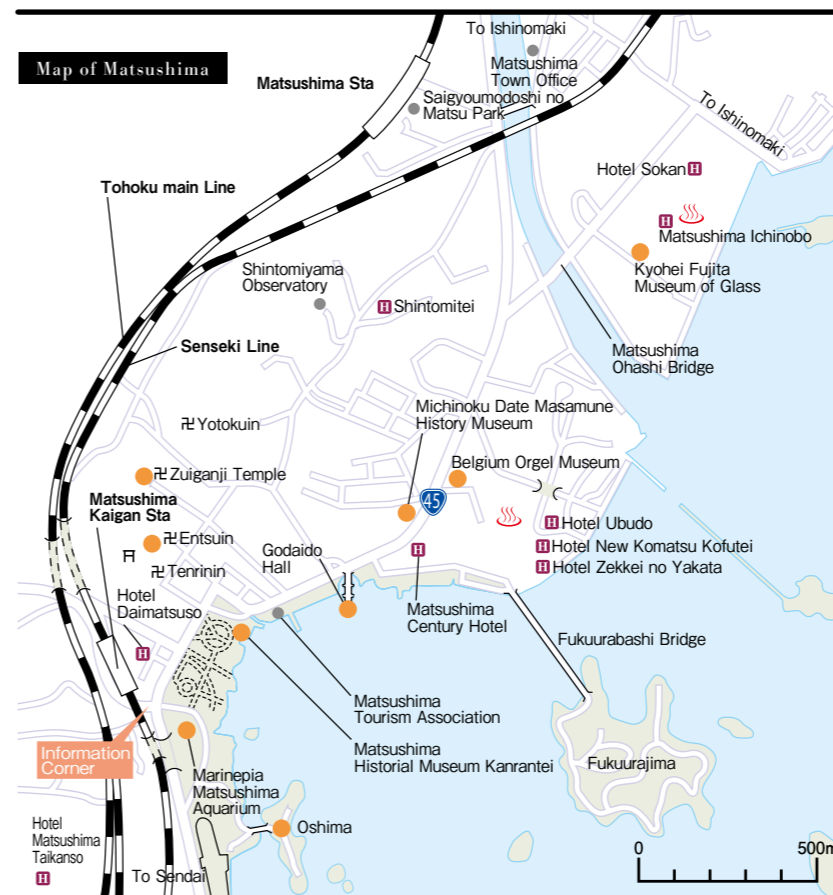 Map of Matsushima
To Ishinomaki
Matsushima
Town Office
Matsushima Sta
Saigyoumodoshi no
Matsu Park
To Ishinomaki
Hotel Sokan H
H
Matsushima Ichinobo
Kyohei Fujita
Museum of Glass
Tohoku main Line
Shintomiyama
Observatory
H Shintomitei
Senseki Line
Matsushima
Ohashi Bridge
Michinoku Date Masamune
History Museum
卍 Yotokuin
Belgium Orgel Museum
卍 Zuiganji Temple
45
Matsushima
Kaigan Sta
H Hotel Ubudo
卍 Entsuin
H Hotel New Komatsu Kofutei
Godaido
Hall
H
卍 Tenrinin
H Hotel Zekkei no Yakata
Hotel
Daimatsuso
H
Matsushima
Century Hotel
Fukuurabashi Bridge
Matsushima
Tourism Association
Matsushima
Historial Museum Kanrantei
Information
Corner
Fukuurajima
Marinepia
Matsushima
Aquarium
Oshima
Hotel
Matsushima
Taikanso
H
To Sendai
0 500m